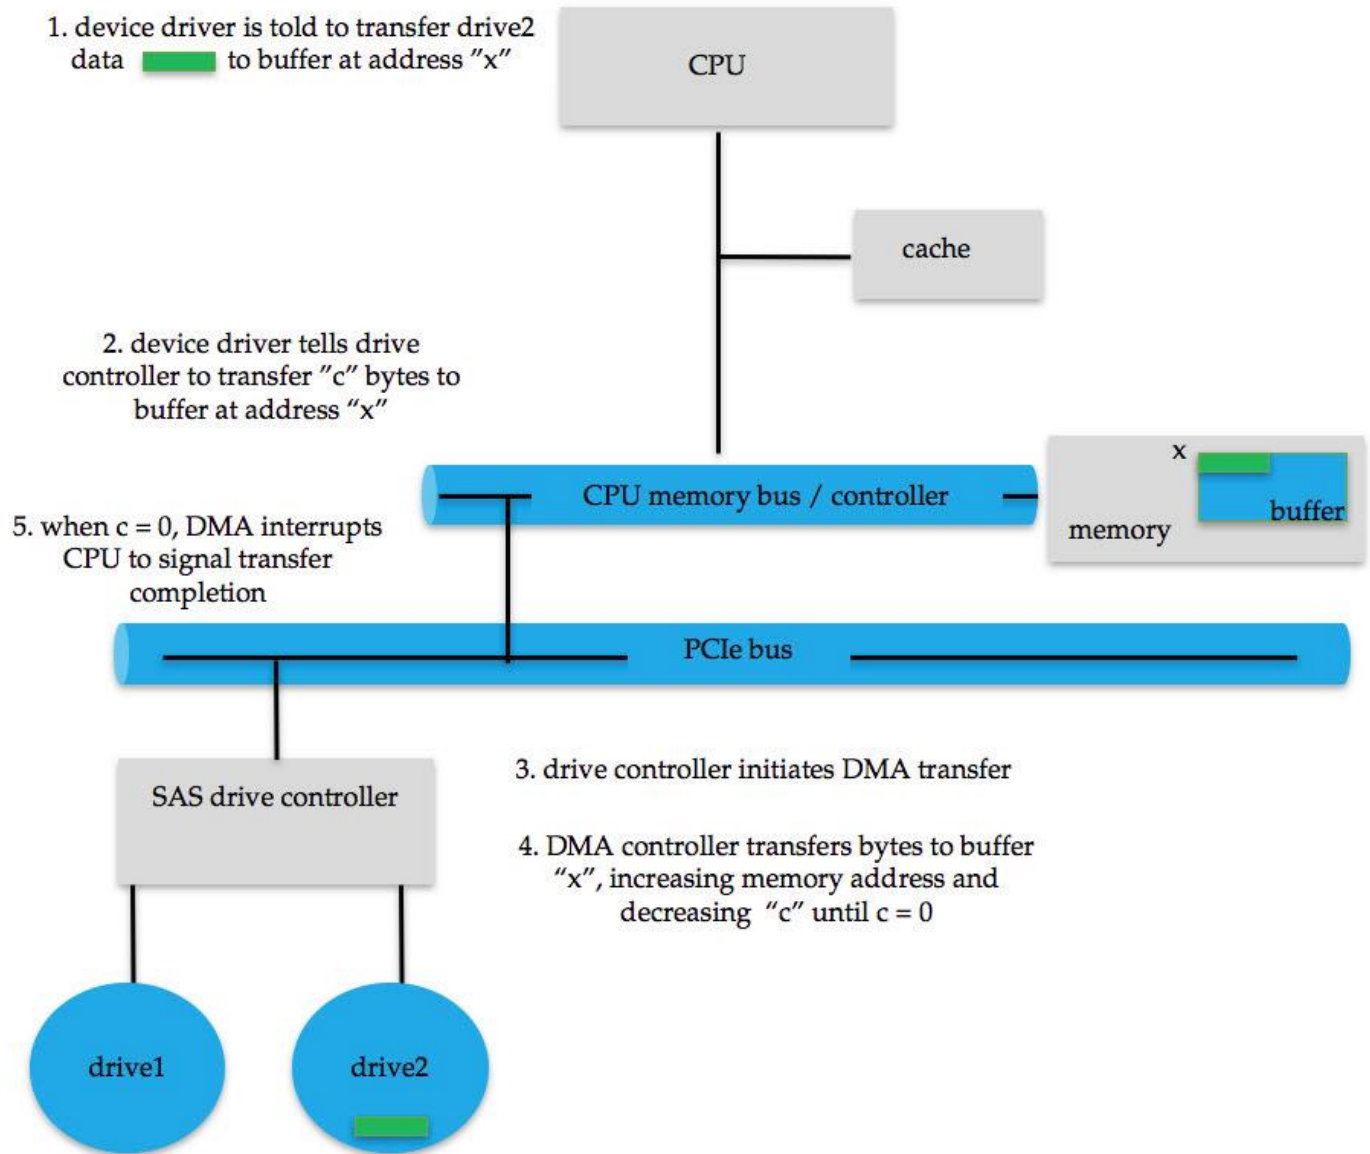 1. device driver is told to transfer drive2
data to buffer at address ”x”
CPU
cache
2. device driver tells drive
controller to transfer ”c” bytes to
buffer at address “x”
x
buffer
memory
CPU memory bus / controller
5. when c = 0, DMA interrupts
CPU to signal transfer
completion
PCIe bus
SAS drive controller
3. drive controller initiates DMA transfer
4. DMA controller transfers bytes to buffer
“x”, increasing memory address and
decreasing “c” until c = 0
drive1
drive2